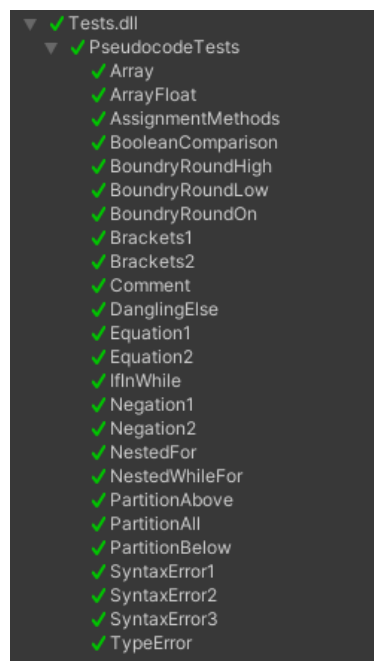 Tests.dll
PseudocodeTests
Array
ArrayFloat
AssignmentMethods
BooleanComparison
BoundryRoundHigh
BoundryRoundLow
BoundryRoundOn
Brackets1
Brackets2
Comment
DanglingElse
Equation1
Equation2
IfInWhile
Negation1
Negation2
NestedFor
NestedWhileFor
PartitionAbove
PartitionAll
PartitionBelow
SyntaxError1
SyntaxError2
SyntaxError3
TypeError